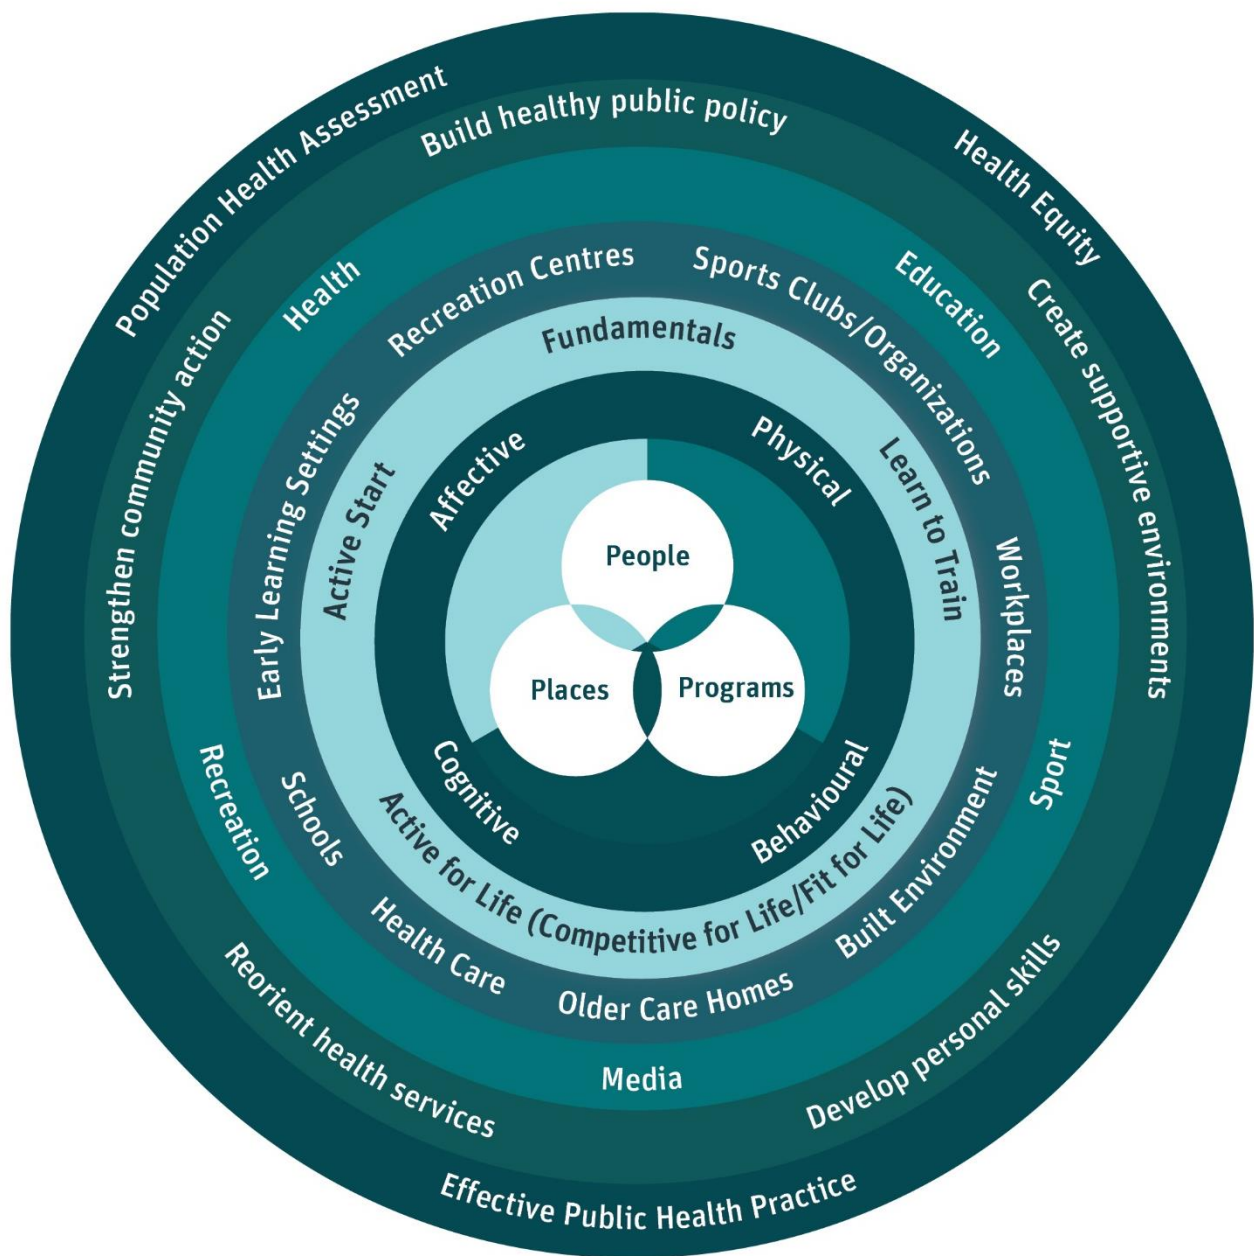 Population Health Assessment
Health Equity
Effective Public Health Practice
Build healthy public policy
Create supportive environments
Develop personal skills
Reorient health services
Strengthen community action
Health
Education
Sport
Media
Recreation
Recreation Centres
Sports Clubs/Organizations
Workplaces
Built Environment
Older Care Homes
Health Care
Schools
Early Learning Settings
Fundamentals
Learn to Train
Active for Life (Competitive for Life/Fit for Life)
Active Start
Affective
Physical
Behavioural
Cognitive
People
Places
Programs